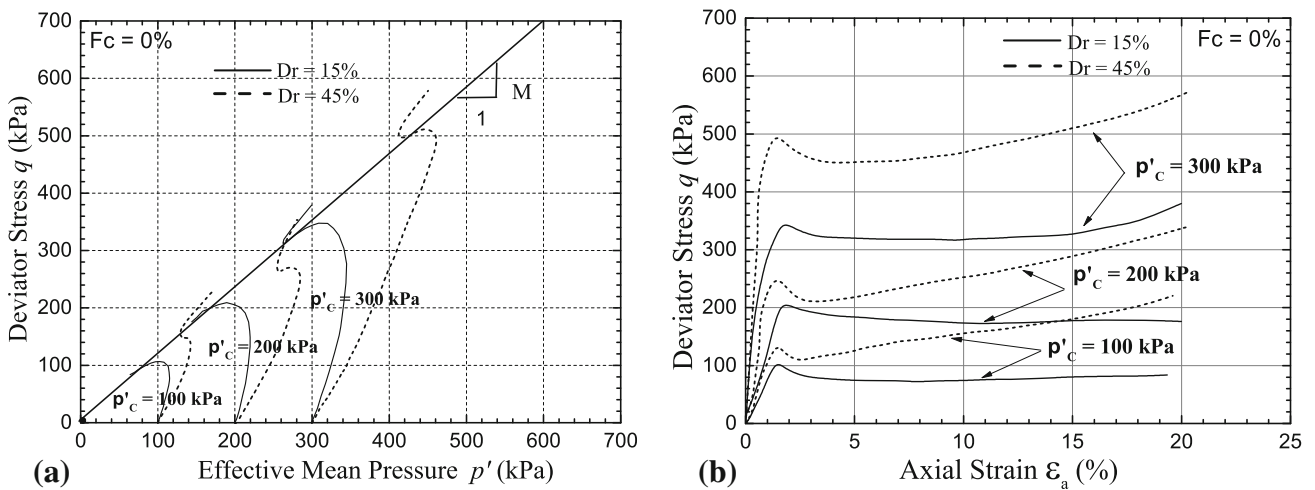 700
600
500
400
300
200
100
0
Deviator Stress q (kPa)
Fc = 0%
Dr = 15%
Dr = 45%
M
1
p'C = 300 kPa
p'C = 200 kPa
p'C = 100 kPa
0 100 200 300 400 500 600 700
(a) Effective Mean Pressure p' (kPa)
700
600
500
400
300
200
100
0
Deviator Stress q (kPa)
Dr = 15% Fc = 0%
Dr = 45%
p'C = 300 kPa
p'C = 200 kPa
p'C = 100 kPa
0 5 10 15 20 25
(b) Axial Strain Ɛa (%)